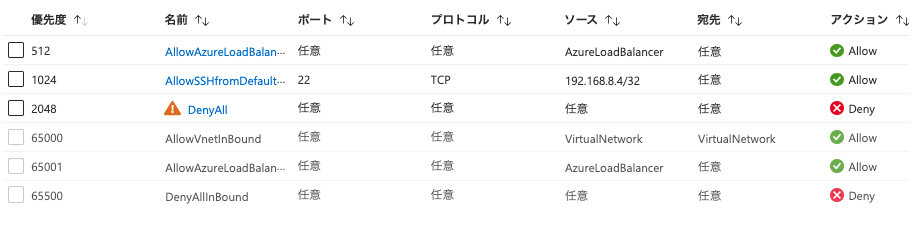 優先度 ↑↓ 名前 ↑↓ ポート ↑↓ プロトコル ↑↓ ソース ↑↓ 宛先 ↑↓ アクション ↑↓
512 AllowAzureLoadBalan… 任意 任意 AzureLoadBalancer 任意 Allow
1024 AllowSSHfromDefault… 22 TCP 192.168.8.4/32 任意 Allow
2048 DenyAll 任意 任意 任意 任意 Deny
65000 AllowVnetInBound 任意 任意 VirtualNetwork VirtualNetwork Allow
65001 AllowAzureLoadBalan… 任意 任意 AzureLoadBalancer 任意 Allow
65500 DenyAllInBound 任意 任意 任意 任意 Deny